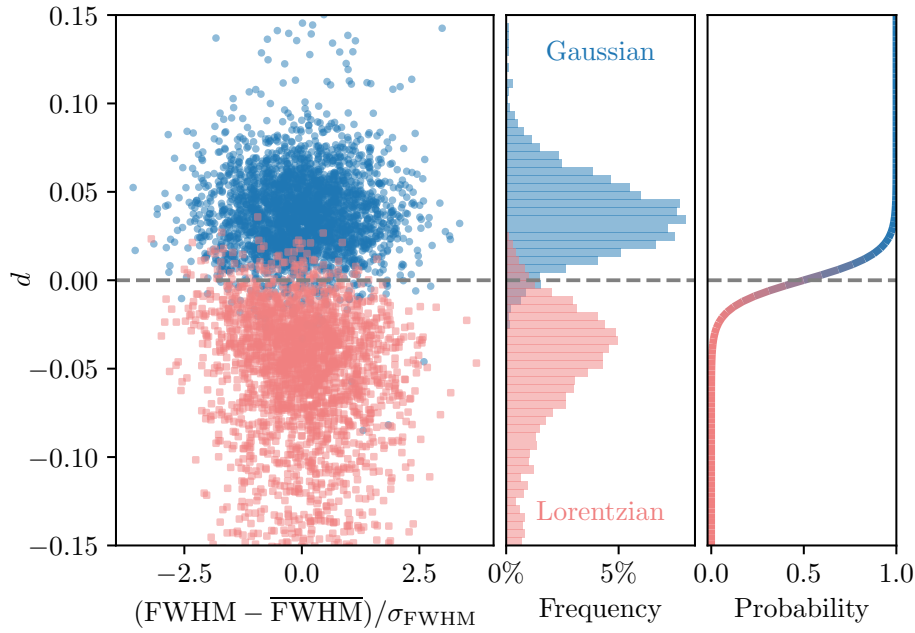 0.15
0.10
0.05
0.00
−0.05
−0.10
−0.15
d
−2.5 0.0 2.5
(FWHM − FWHM)/σFWHM
Gaussian
Lorentzian
0% 5%
Frequency
0.0 0.5 1.0
Probability